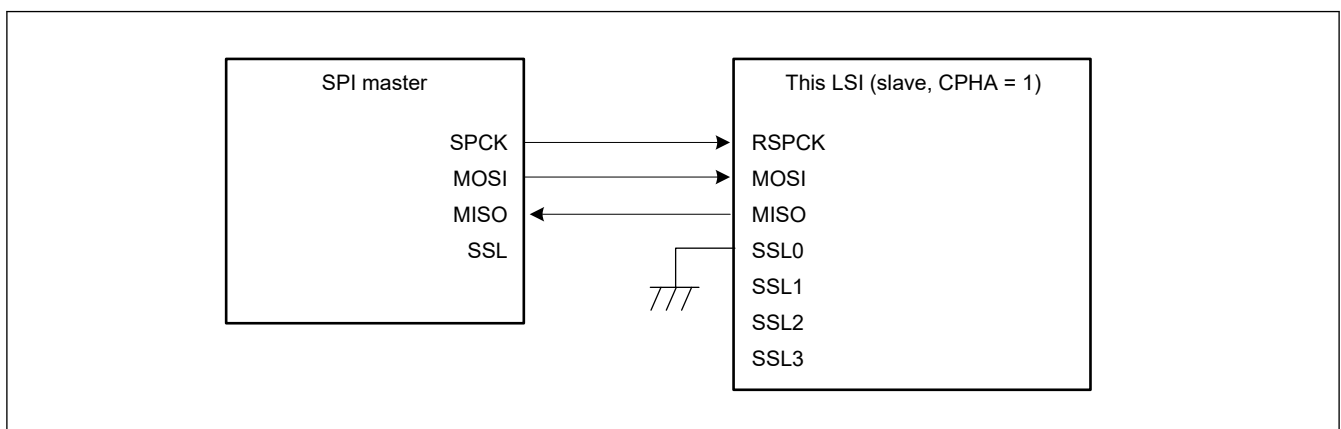 SPI master
SPCK
MOSI
MISO
SSL
This LSI (slave, CPHA = 1)
RSPCK
MOSI
MISO
SSL0
SSL1
SSL2
SSL3